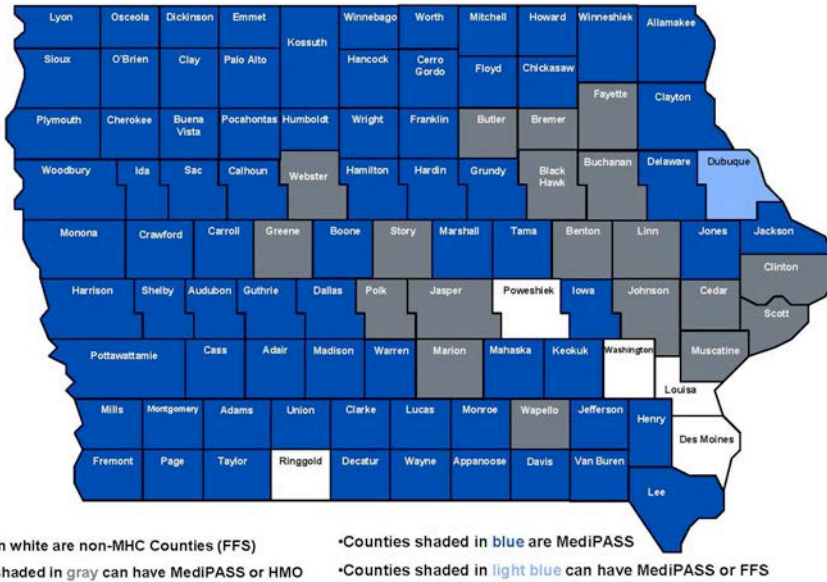 Lyon Osceola Dickinson Emmet Kossuth Winnebago Worth Mitchell Howard Winneshiek Allamakee
Sioux O'Brien Clay Palo Alto Hancock Cerro Gordo Floyd Chickasaw
Fayette Clayton
Plymouth Cherokee Buena Vista Pocahontas Humboldt Wright Franklin Butler Bremer
Woodbury Ida Sac Calhoun Webster Hamilton Hardin Grundy Black Hawk Buchanan Delaware Dubuque
Monona Crawford Carroll Greene Boone Story Marshall Tama Benton Linn Jones Jackson
Clinton
Harrison Shelby Audubon Guthrie Dallas Polk Jasper Poweshiek Iowa Johnson Cedar
Scott
Pottawattamie Cass Adair Madison Warren Marion Mahaska Keokuk Washington Muscatine
Louisa
Mills Montgomery Adams Union Clarke Lucas Monroe Wapello Jefferson Henry
Des Moines
Fremont Page Taylor Ringgold Decatur Wayne Appanoose Davis Van Buren
Lee
n white are non-MHC Counties (FFS)
•Counties shaded in blue are MediPASS
shaded in gray can have MediPASS or HMO
•Counties shaded in light blue can have MediPASS or FFS